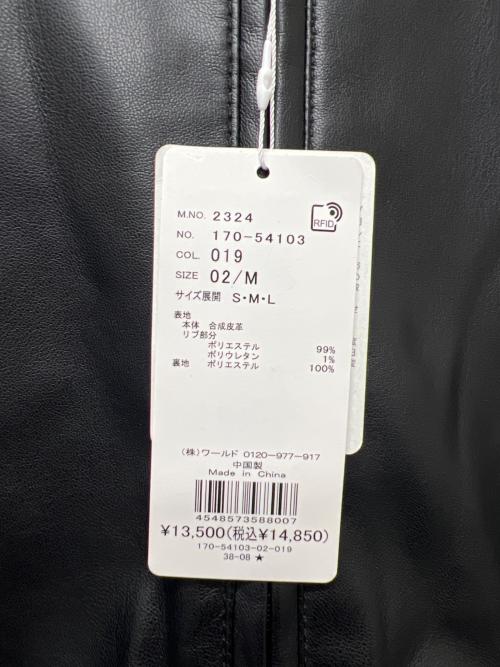 M.NO. 2324
RFID
NO. 170-54103
COL. 019
SIZE 02/M
サイズ展開 S・M・L
表地
本体 合成皮革
リブ部分
ポリエステル 99%
ポリウレタン 1%
裏地 ポリエステル 100%
(株)ワールド 0120-977-917
中国製
Made in China
4548573588007
¥13,500(税込¥14,850)
170-54103-02-019
38-08 ★